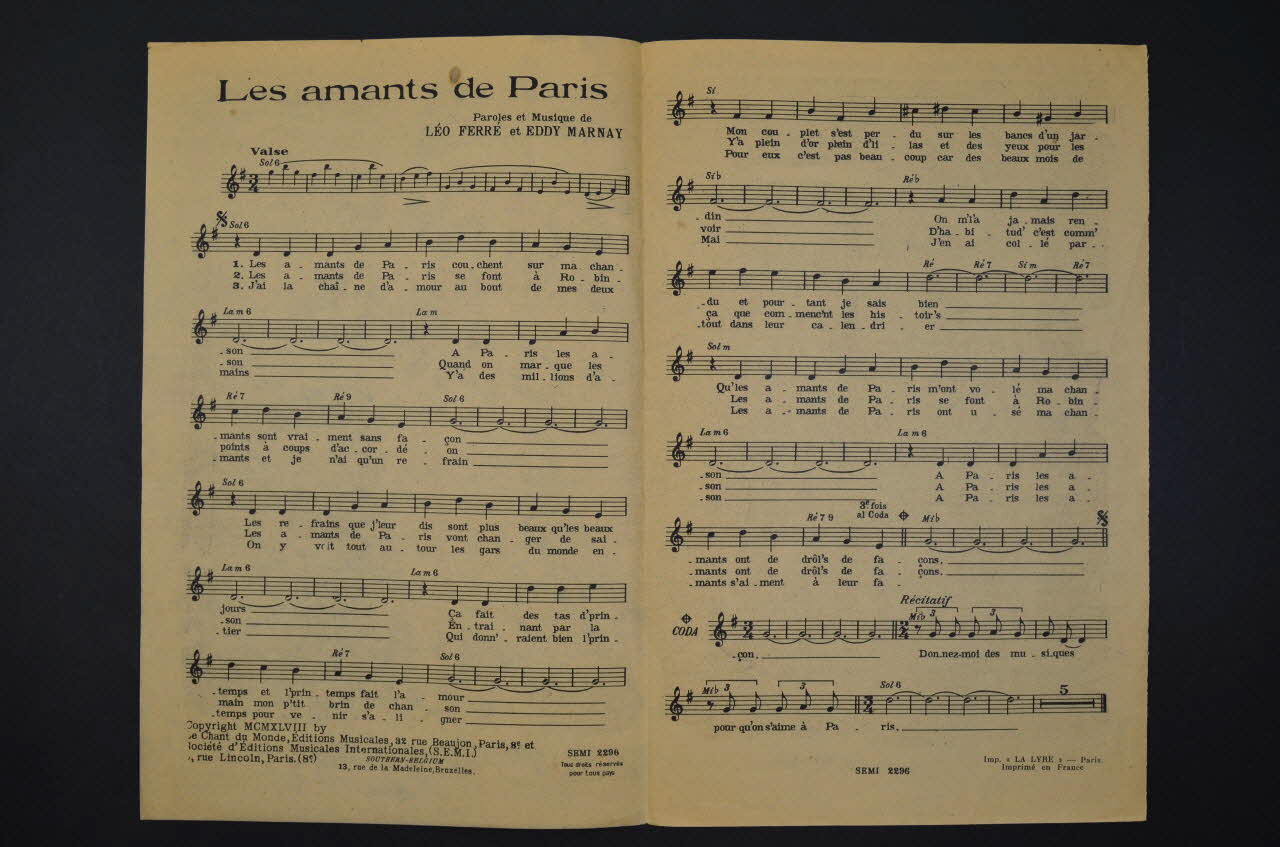 Les amants de Paris
Paroles et Musique de
LÉO FERRÉ et EDDY MARNAY
Valse
Sol 6
Sol 6
1. Les a - mants de Pa - ris cou - chent sur ma chan -
2. Les a - mants de Pa - ris se font à Ro - bin -
3. J'ai la chaî - ne d'a - mour au bout de mes deux
La m 6 La m
- son A Pa - ris les a -
- son Quand on mar - que les
mains Y'a des mil - lions d'a -
Ré 7 Ré 9 Sol 6
- mants sont vrai - ment sans fa - çon
points à coups d'ac - cor - dé - on
- mants et je n'ai qu'un re - frain
Sol 6
Les re - frains que j'leur dis sont plus beaux qu'les beaux
Les a - mants de Pa - ris vont chan - ger de sai -
On y voit tout au - tour les gars du monde en -
La m 6 La m 6
jours Ça fait des tas d'prin -
- son En - trai - nant par la
- tier Qui donn' - raient bien l'prin -
Ré 7 Sol 6
- temps et l'prin - temps fait l'a - mour
main mon p'tit brin de chan - son
- temps pour ve - nir s'a - li - gner
Copyright MCMXLVIII by
Le Chant du Monde, Editions Musicales, 32 rue Beaujon, Paris, 8e et
Société d'Éditions Musicales Internationales, (S.E.M.I.)
, rue Lincoln, Paris. (8e)
SOUTHERN-BELGIUM
13, rue de la Madeleine, Bruxelles.
SEMI 2296
Tous droits réservés
pour tous pays
Si
Mon cou - plet s'est per - du sur les bancs d'un jar -
Y'a plein d'or plein d'li - las et des yeux pour les
Pour eux c'est pas beau - coup car des beaux mois de
Si b Ré b
- din On m'l'a ja - mais ren -
voir D'ha - bi - tud' c'est comm'
Mai J'en ai col - lé par -
Ré Ré 7 Si m Ré 7
- du et pour - tant je sais bien
ça que com - menc'nt les his - toir's
- tout dans leur ca - len - dri - er
Sol m
Qu'les a - mants de Pa - ris m'ont vo - lé ma chan -
Les a - mants de Pa - ris se font à Ro - bin -
Les a - mants de Pa - ris ont u - sé ma chan -
La m 6 La m 6
- son A Pa - ris les a -
- son A Pa - ris les a -
- son A Pa - ris les a -
Ré 7 9 3e fois al Coda Mi b
- mants ont de drôl's de fa - çons.
- mants ont de drôl's de fa - çons.
- mants s'ai - ment à leur fa -
Récitatif
CODA Mi b 3 3
- çon. Don - nez - moi des mu - si - ques
Mi b 3 3 Sol 6 5
pour qu'on s'aime à Pa - ris.
SEMI 2296
Imp. « LA LYRE » — Paris.
Imprimé en France